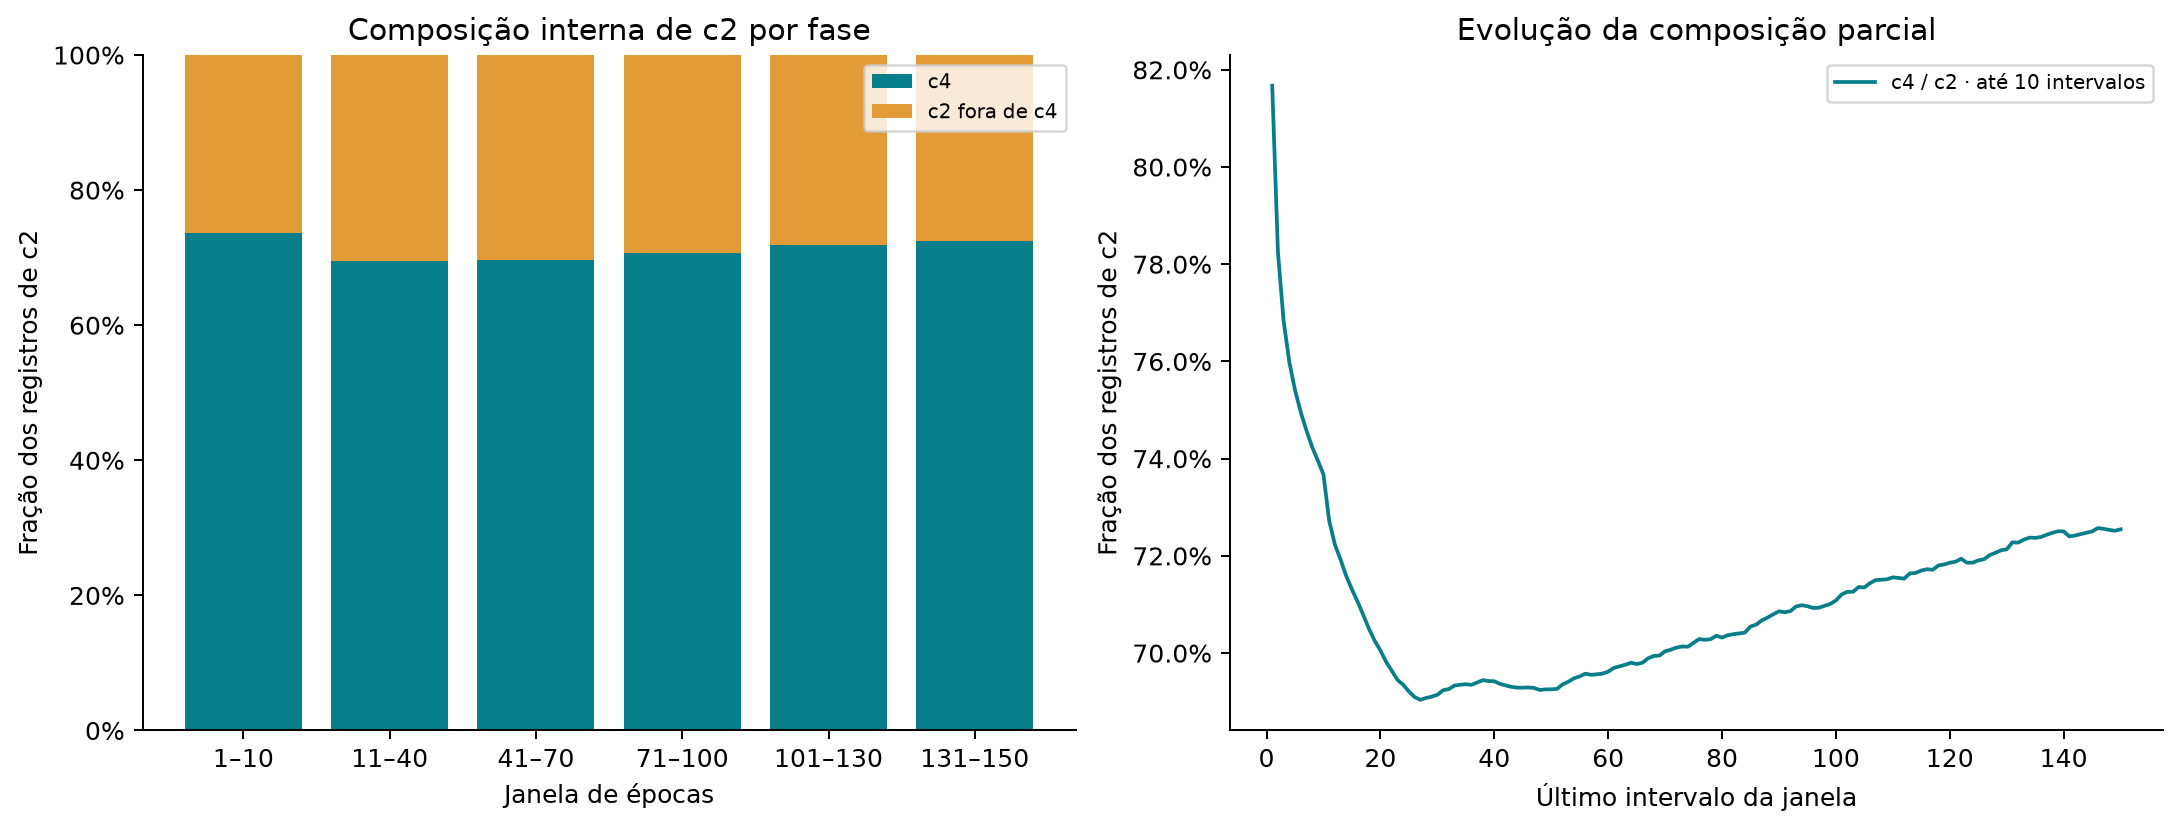 Composição interna de c2 por fase
Fração dos registros de c2
100%
80%
60%
40%
20%
0%
c4
c2 fora de c4
1–10 11–40 41–70 71–100 101–130 131–150
Janela de épocas
Evolução da composição parcial
Fração dos registros de c2
82.0%
80.0%
78.0%
76.0%
74.0%
72.0%
70.0%
c4 / c2 · até 10 intervalos
0 20 40 60 80 100 120 140
Último intervalo da janela